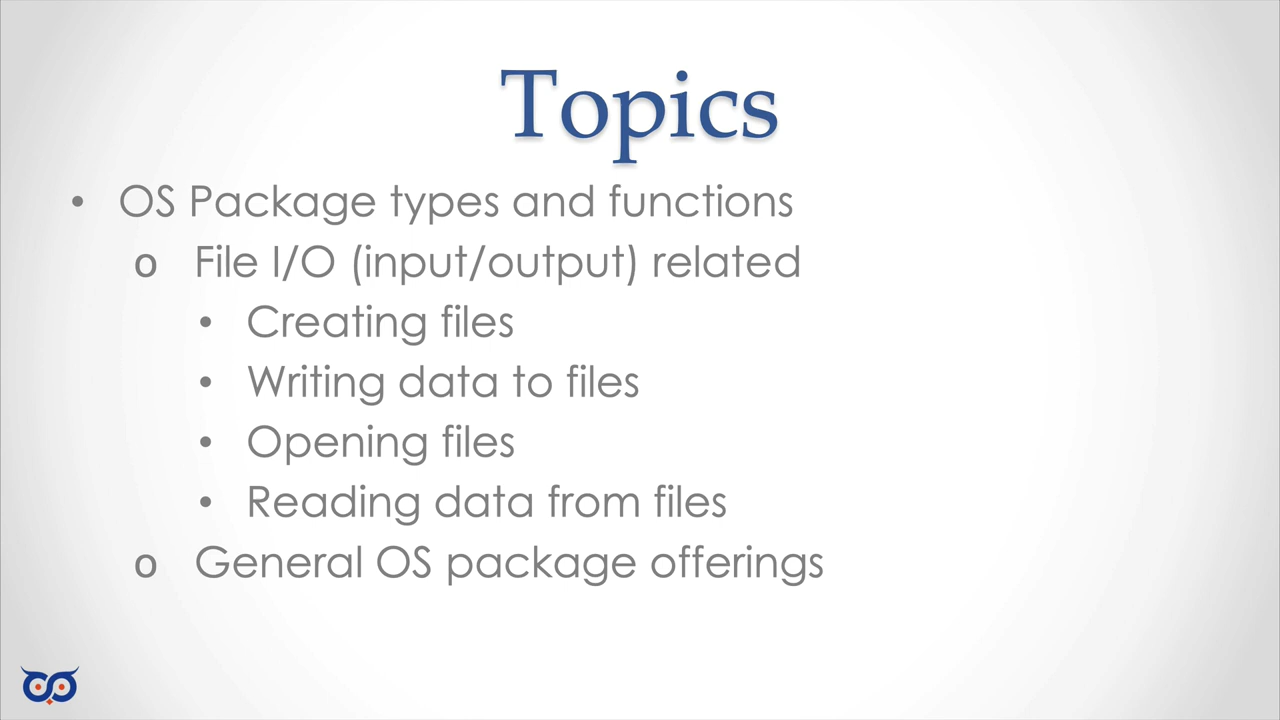 Topics
• OS Package types and functions
o File I/O (input/output) related
• Creating files
• Writing data to files
• Opening files
• Reading data from files
o General OS package offerings